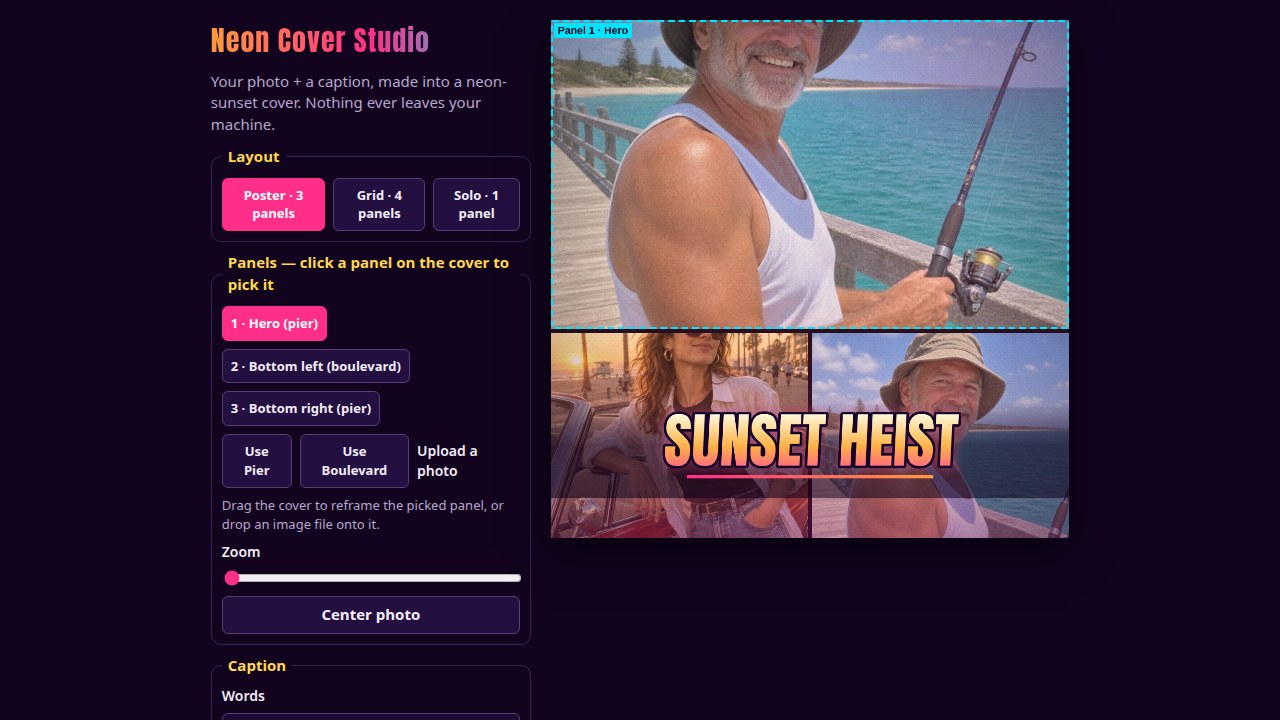 Neon Cover Studio
Your photo + a caption, made into a neon-
sunset cover. Nothing ever leaves your
machine.
Layout
Poster · 3
panels
Grid · 4
panels
Solo · 1
panel
Panels — click a panel on the cover to
pick it
1 · Hero (pier)
2 · Bottom left (boulevard)
3 · Bottom right (pier)
Use
Pier
Use
Boulevard
Upload a
photo
Drag the cover to reframe the picked panel, or
drop an image file onto it.
Zoom
Center photo
Caption
Words
Panel 1 · Hero
SUNSET HEIST